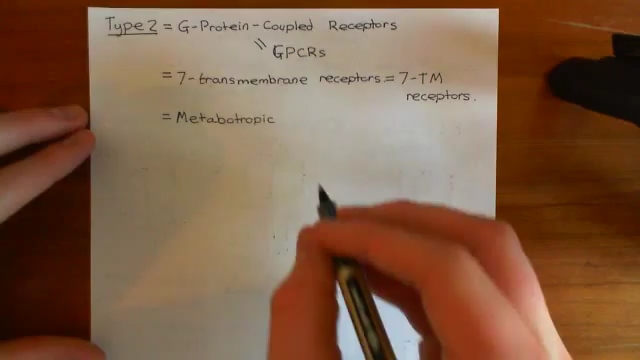 Type 2 = G-Protein-Coupled Receptors
= GPCRs
= 7-transmembrane receptors = 7-TM
receptors.
= Metabotropic